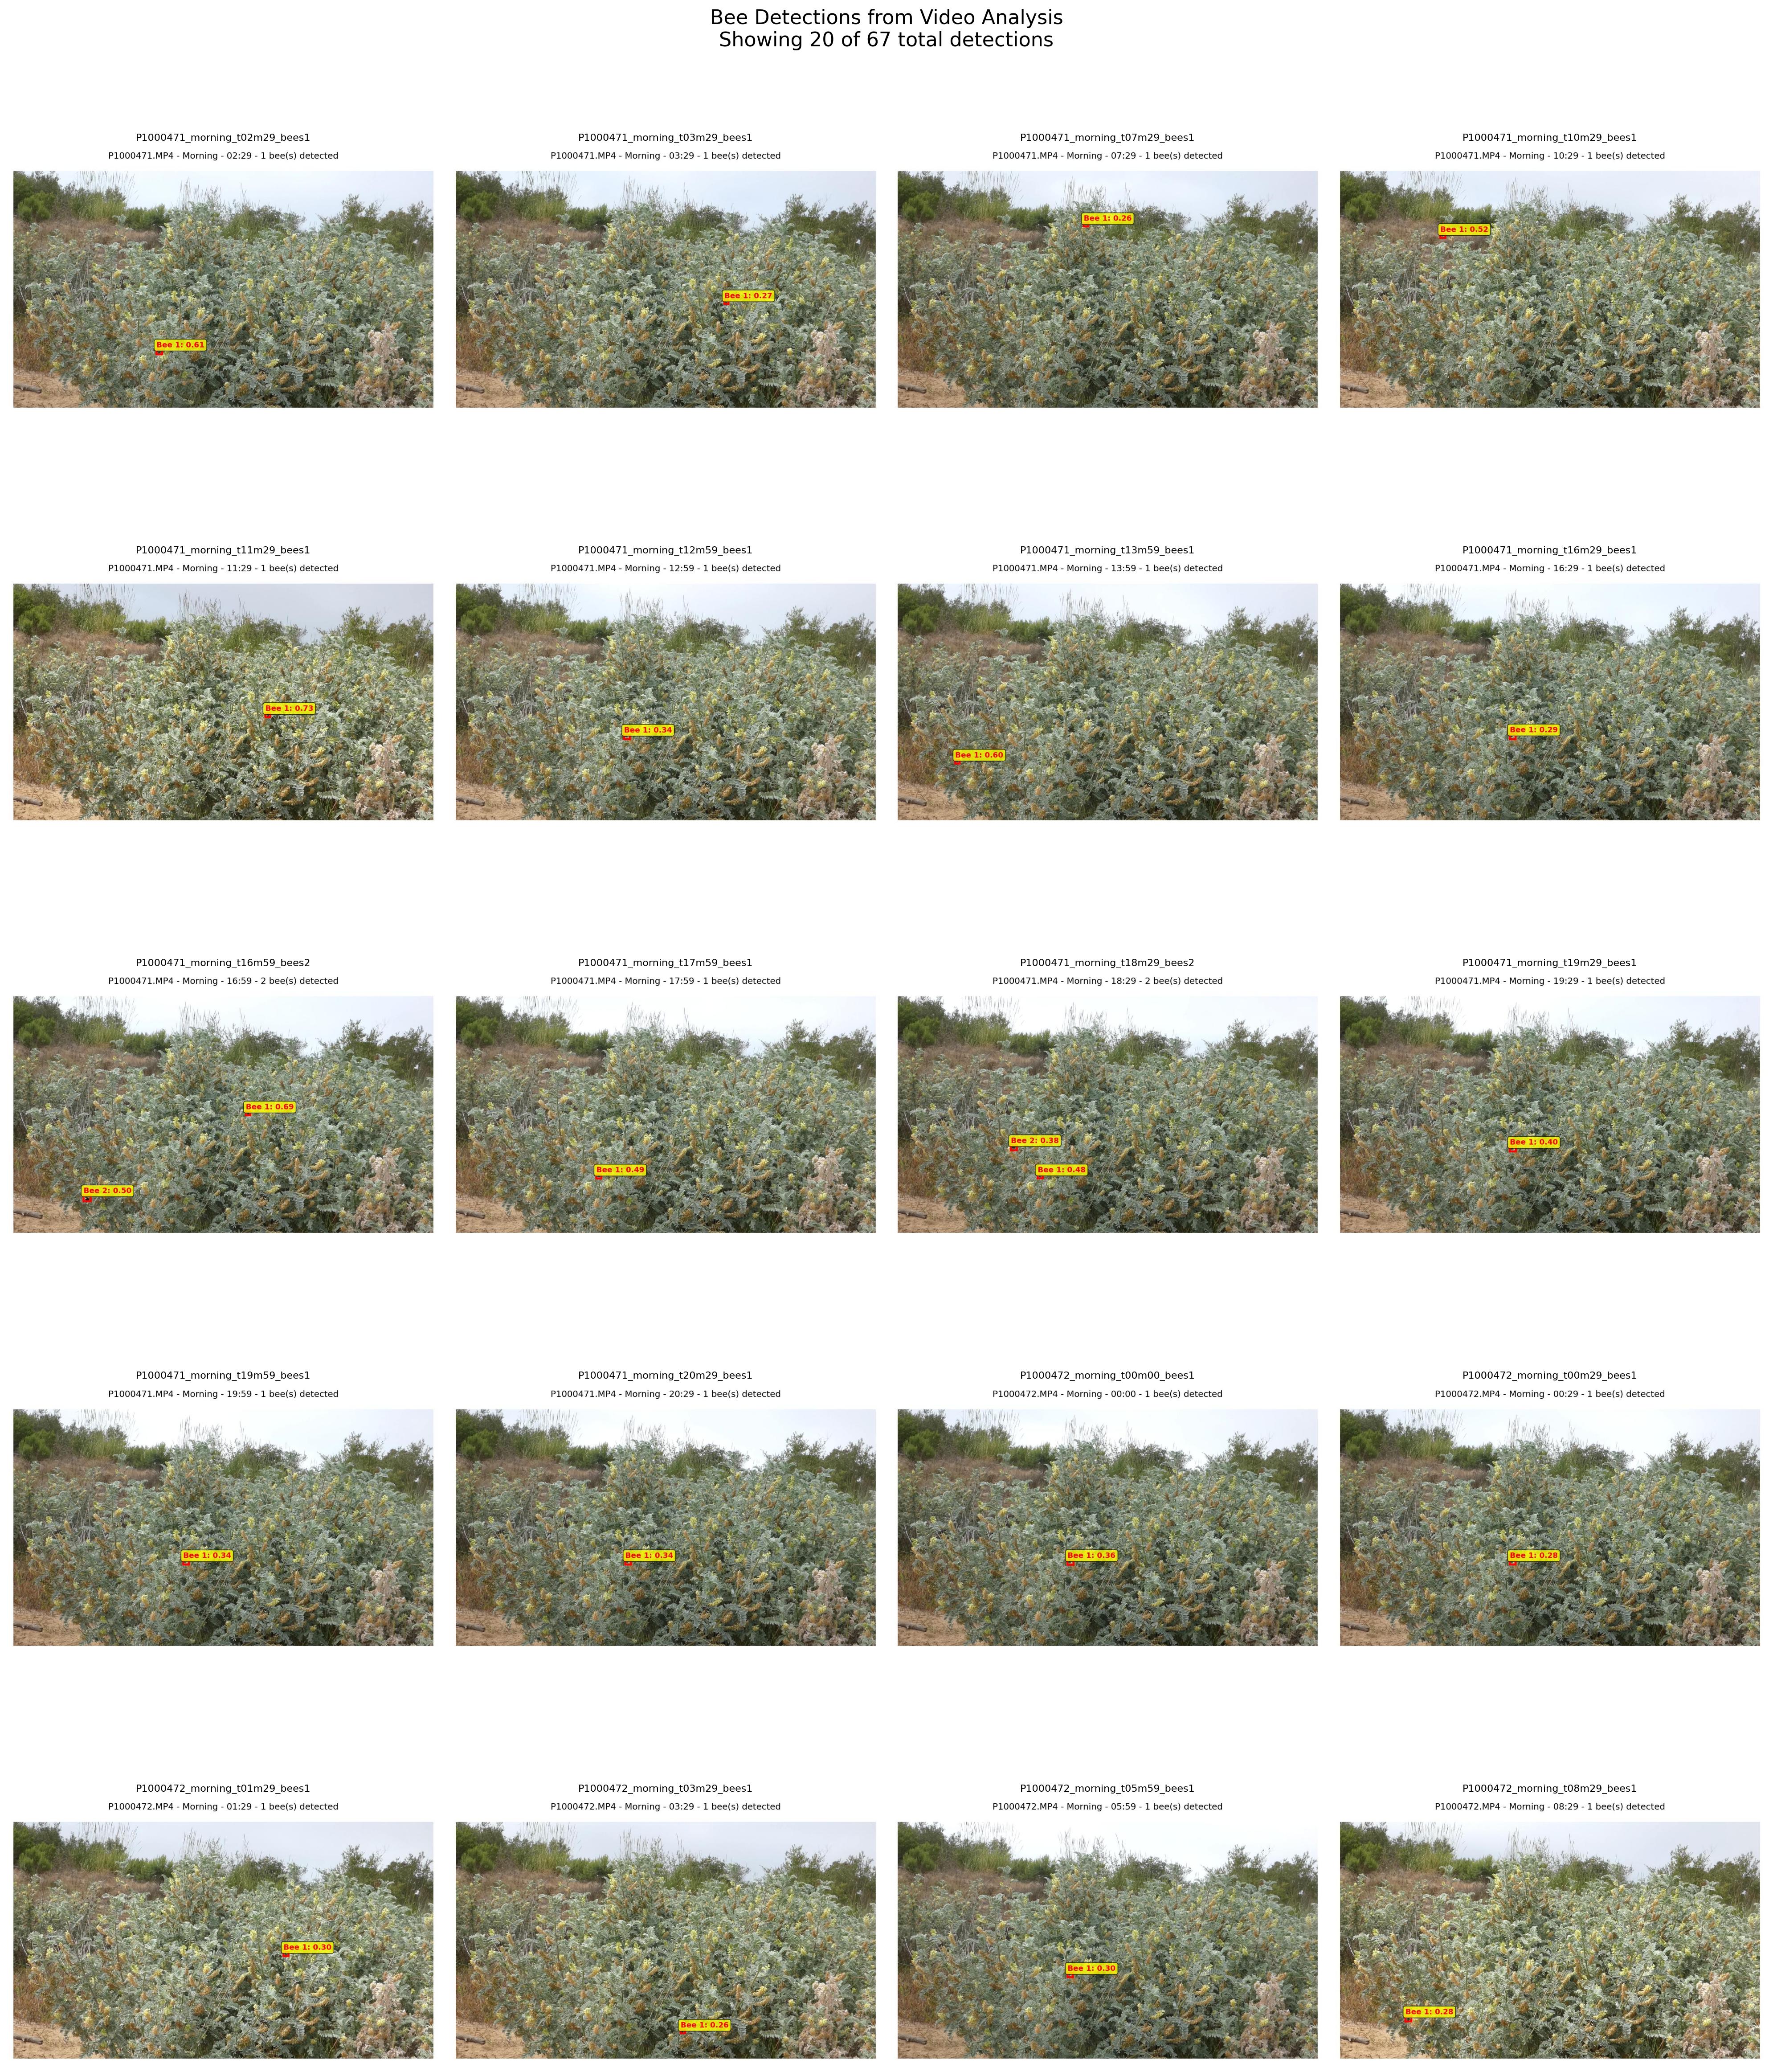 Bee Detections from Video Analysis
Showing 20 of 67 total detections
P1000471_morning_t02m29_bees1
P1000471.MP4 - Morning - 02:29 - 1 bee(s) detected
Bee 1: 0.61
P1000471_morning_t03m29_bees1
P1000471.MP4 - Morning - 03:29 - 1 bee(s) detected
Bee 1: 0.27
P1000471_morning_t07m29_bees1
P1000471.MP4 - Morning - 07:29 - 1 bee(s) detected
Bee 1: 0.26
P1000471_morning_t10m29_bees1
P1000471.MP4 - Morning - 10:29 - 1 bee(s) detected
Bee 1: 0.52
P1000471_morning_t11m29_bees1
P1000471.MP4 - Morning - 11:29 - 1 bee(s) detected
Bee 1: 0.73
P1000471_morning_t12m59_bees1
P1000471.MP4 - Morning - 12:59 - 1 bee(s) detected
Bee 1: 0.34
P1000471_morning_t13m59_bees1
P1000471.MP4 - Morning - 13:59 - 1 bee(s) detected
Bee 1: 0.60
P1000471_morning_t16m29_bees1
P1000471.MP4 - Morning - 16:29 - 1 bee(s) detected
Bee 1: 0.29
P1000471_morning_t16m59_bees2
P1000471.MP4 - Morning - 16:59 - 2 bee(s) detected
Bee 1: 0.69
Bee 2: 0.50
P1000471_morning_t17m59_bees1
P1000471.MP4 - Morning - 17:59 - 1 bee(s) detected
Bee 1: 0.49
P1000471_morning_t18m29_bees2
P1000471.MP4 - Morning - 18:29 - 2 bee(s) detected
Bee 2: 0.38
Bee 1: 0.48
P1000471_morning_t19m29_bees1
P1000471.MP4 - Morning - 19:29 - 1 bee(s) detected
Bee 1: 0.40
P1000471_morning_t19m59_bees1
P1000471.MP4 - Morning - 19:59 - 1 bee(s) detected
Bee 1: 0.34
P1000471_morning_t20m29_bees1
P1000471.MP4 - Morning - 20:29 - 1 bee(s) detected
Bee 1: 0.34
P1000472_morning_t00m00_bees1
P1000472.MP4 - Morning - 00:00 - 1 bee(s) detected
Bee 1: 0.36
P1000472_morning_t00m29_bees1
P1000472.MP4 - Morning - 00:29 - 1 bee(s) detected
Bee 1: 0.28
P1000472_morning_t01m29_bees1
P1000472.MP4 - Morning - 01:29 - 1 bee(s) detected
Bee 1: 0.30
P1000472_morning_t03m29_bees1
P1000472.MP4 - Morning - 03:29 - 1 bee(s) detected
Bee 1: 0.26
P1000472_morning_t05m59_bees1
P1000472.MP4 - Morning - 05:59 - 1 bee(s) detected
Bee 1: 0.30
P1000472_morning_t08m29_bees1
P1000472.MP4 - Morning - 08:29 - 1 bee(s) detected
Bee 1: 0.28